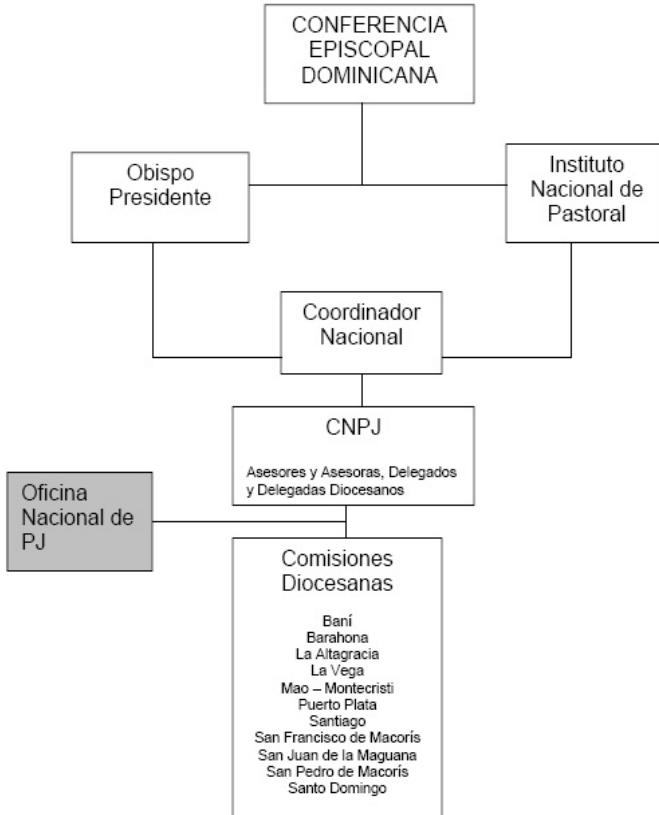 CONFERENCIA
EPISCOPAL
DOMINICANA
Obispo
Presidente
Instituto
Nacional de
Pastoral
Coordinador
Nacional
CNPJ
Asesores y Asesoras, Delegados
y Delegadas Diocesanos
Oficina
Nacional de
PJ
Comisiones
Diocesanas
Baní
Barahona
La Altagracia
La Vega
Mao – Montecristi
Puerto Plata
Santiago
San Francisco de Macorís
San Juan de la Maguana
San Pedro de Macorís
Santo Domingo